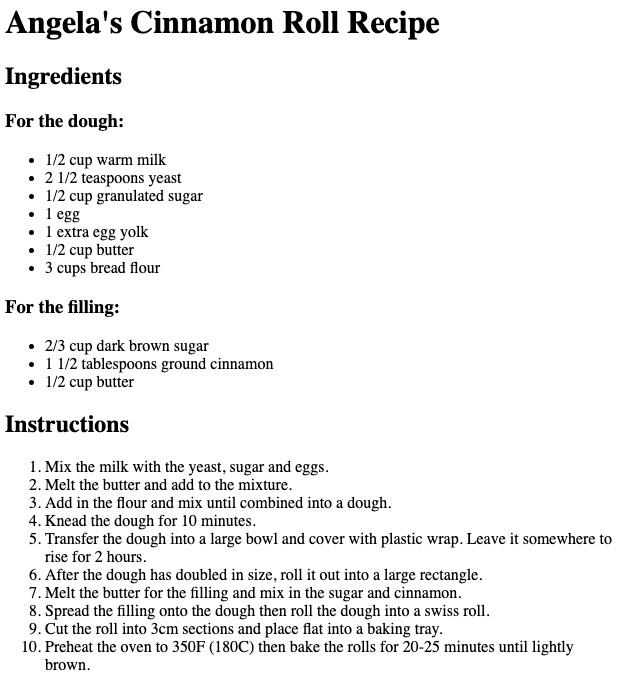 Angela's Cinnamon Roll Recipe
Ingredients
For the dough:
• 1/2 cup warm milk
• 2 1/2 teaspoons yeast
• 1/2 cup granulated sugar
• 1 egg
• 1 extra egg yolk
• 1/2 cup butter
• 3 cups bread flour
For the filling:
• 2/3 cup dark brown sugar
• 1 1/2 tablespoons ground cinnamon
• 1/2 cup butter
Instructions
1. Mix the milk with the yeast, sugar and eggs.
2. Melt the butter and add to the mixture.
3. Add in the flour and mix until combined into a dough.
4. Knead the dough for 10 minutes.
5. Transfer the dough into a large bowl and cover with plastic wrap. Leave it somewhere to
rise for 2 hours.
6. After the dough has doubled in size, roll it out into a large rectangle.
7. Melt the butter for the filling and mix in the sugar and cinnamon.
8. Spread the filling onto the dough then roll the dough into a swiss roll.
9. Cut the roll into 3cm sections and place flat into a baking tray.
10. Preheat the oven to 350F (180C) then bake the rolls for 20-25 minutes until lightly
brown.